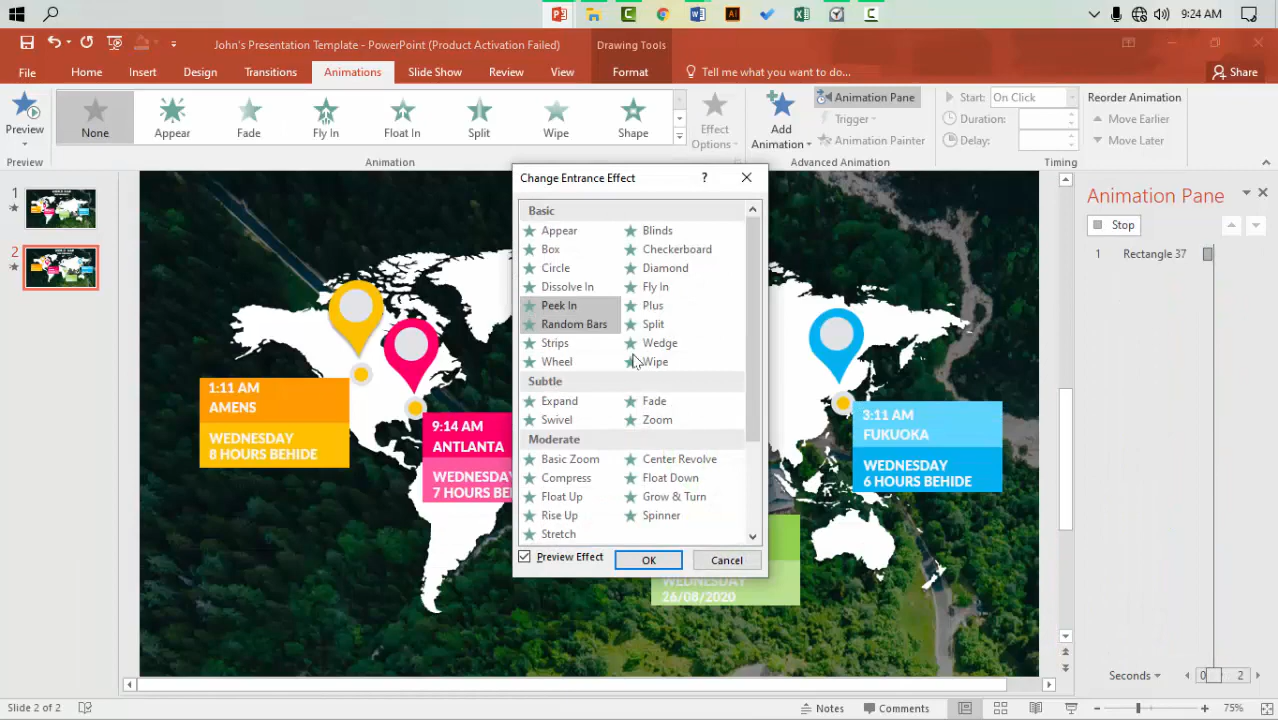 9:24 AM
John's Presentation Template - PowerPoint (Product Activation Failed)
Drawing Tools
File
Home
Insert
Design
Transitions
Animations
Slide Show
Review
View
Format
Tell me what you want to do...
Share
Preview
None
Appear
Fade
Fly In
Float In
Split
Wipe
Shape
Effect
Options
Add
Animation
Animation Pane
Trigger
Animation Painter
Start: On Click
Duration:
Delay:
Reorder Animation
Move Earlier
Move Later
Preview
Animation
Advanced Animation
Timing
1
2
1:11 AM
AMENS
WEDNESDAY
8 HOURS BEHIDE
9:14 AM
ANTLANTA
WEDNESD
7 HOURS BE
Change Entrance Effect
?
Basic
Appear
Blinds
Box
Checkerboard
Circle
Diamond
Dissolve In
Fly In
Peek In
Plus
Random Bars
Split
Strips
Wedge
Wheel
Wipe
Subtle
Expand
Fade
Swivel
Zoom
Moderate
Basic Zoom
Center Revolve
Compress
Float Down
Float Up
Grow & Turn
Rise Up
Spinner
Stretch
Preview Effect
OK
Cancel
WEDNESDAY
26/08/2020
3:11 AM
FUKUOKA
WEDNESDAY
6 HOURS BEHIDE
Animation Pane
Stop
1 Rectangle 37
Seconds
0
2
Slide 2 of 2
Notes
Comments
75%